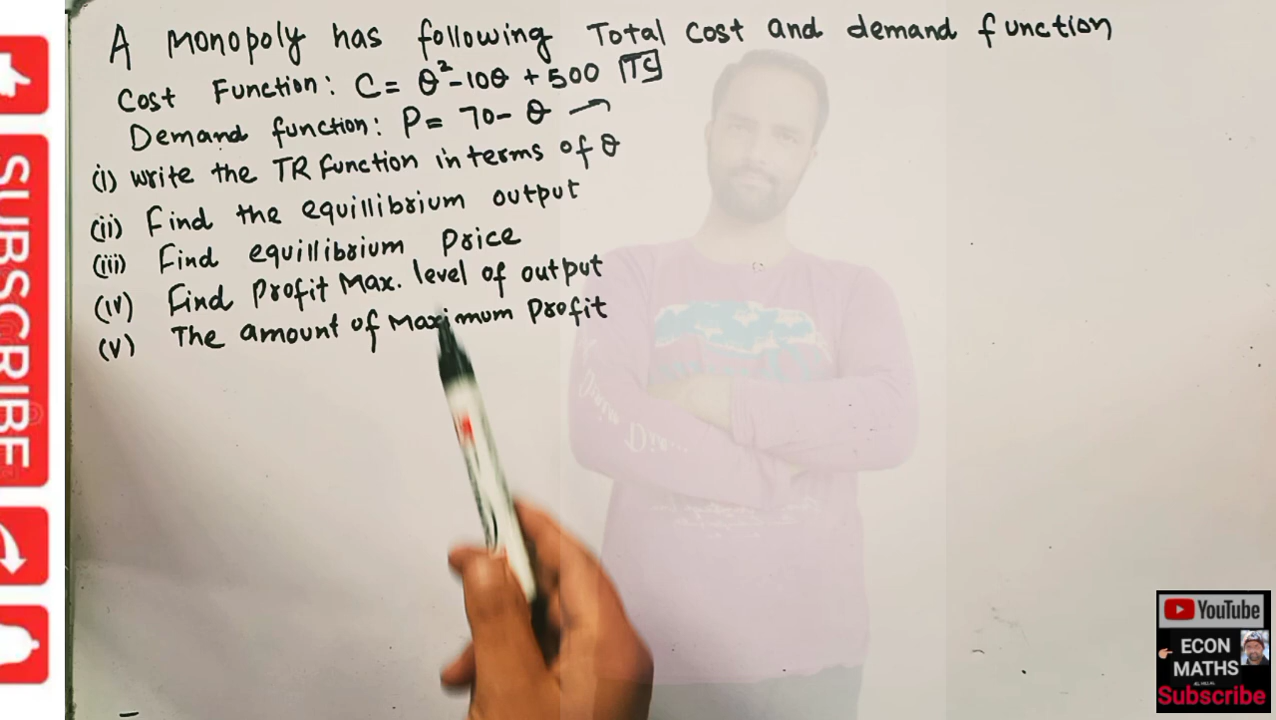 A Monopoly has following Total cost and demand function
Cost Function: C = θ²-10θ + 500 TC
Demand function: P = 70- θ
(i) write the TR Function in terms of θ
(ii) Find the equillibrium output
(iii) Find equillibrium Price
(iv) Find Profit Max. level of output
(v) The amount of Maximum Profit
SUBSCRIBE
YouTube
ECON
MATHS
Subscribe